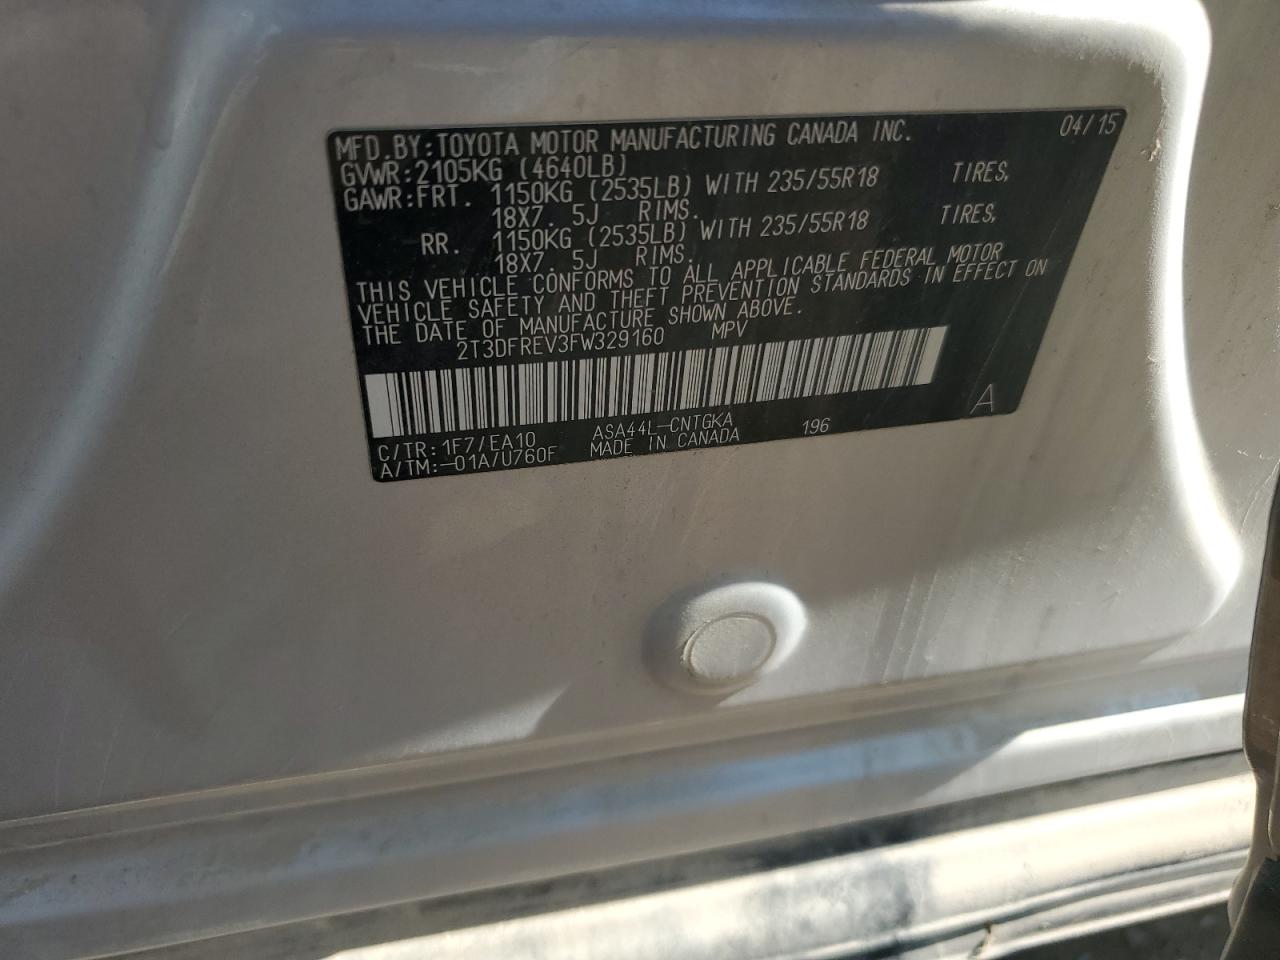 MFD.BY:TOYOTA MOTOR MANUFACTURING CANADA INC. 04/15
GVWR:2105KG (4640LB)
GAWR:FRT. 1150KG (2535LB) WITH 235/55R18 TIRES,
18X7. 5J RIMS.
RR. 1150KG (2535LB) WITH 235/55R18 TIRES,
18X7. 5J RIMS.
THIS VEHICLE CONFORMS TO ALL APPLICABLE FEDERAL MOTOR
VEHICLE SAFETY AND THEFT PREVENTION STANDARDS IN EFFECT ON
THE DATE OF MANUFACTURE SHOWN ABOVE.
2T3DFREV3FW329160 MPV
A
C/TR: 1F7/EA10 ASA44L-CNTGKA 196
A/TM:-01A/U760F MADE IN CANADA